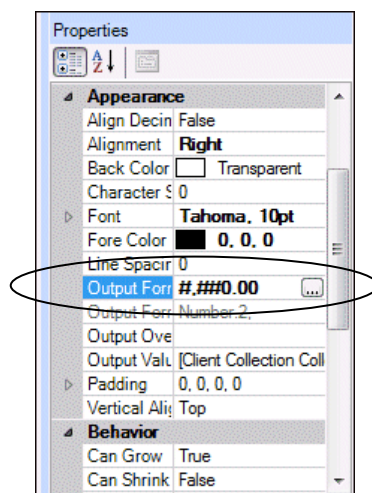 Properties
Appearance
Align Decin False
Alignment Right
Back Color Transparent
Character S 0
Font Tahoma, 10pt
Fore Color 0, 0, 0
Line Spacir 0
Output Forr #,###0.00 ...
Output Forr Number:2,
Output Ove
Output Valu [Client Collection Coll
Padding 0, 0, 0, 0
Vertical Alig Top
Behavior
Can Grow True
Can Shrink False